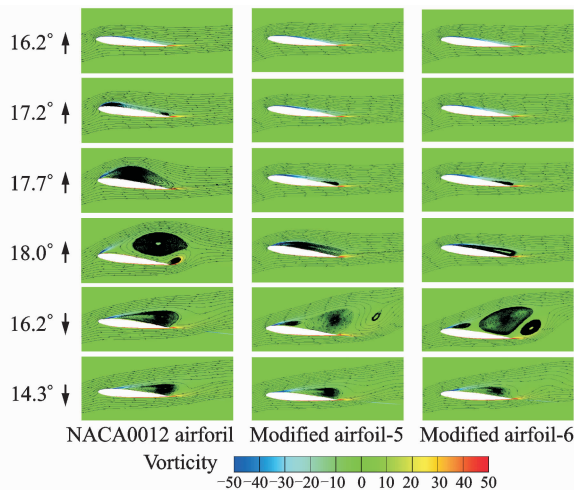 16.2° ↑
17.2° ↑
17.7° ↑
18.0° ↑
16.2° ↓
14.3° ↓
NACA0012 airforil Modified airfoil-5 Modified airfoil-6
Vorticity
−50−40−30−20−10 0 10 20 30 40 50